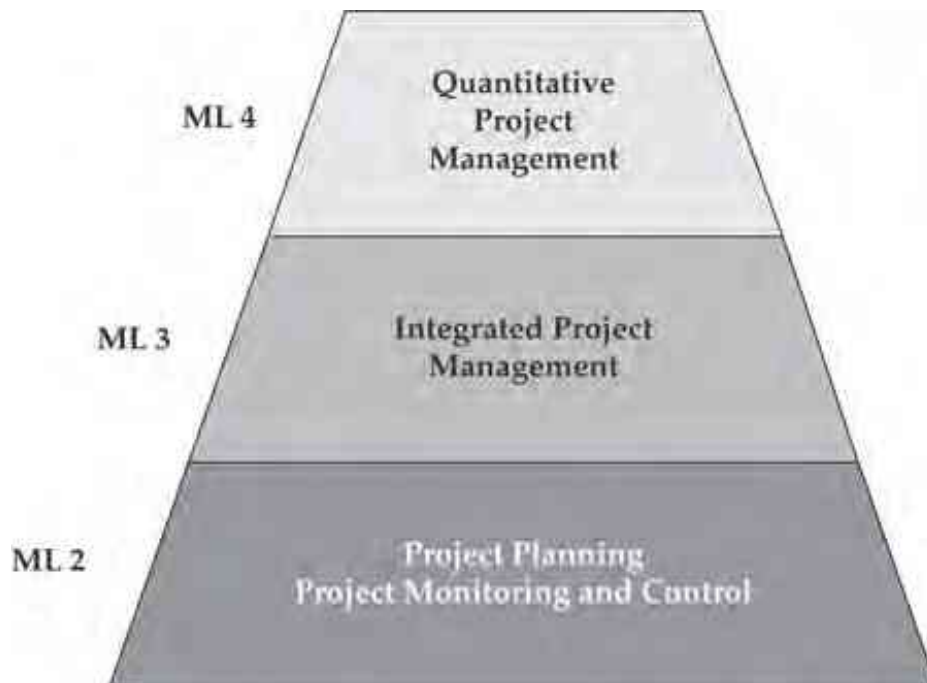 ML 4
Quantitative
Project
Management
ML 3
Integrated Project
Management
ML 2
Project Planning
Project Monitoring and Control